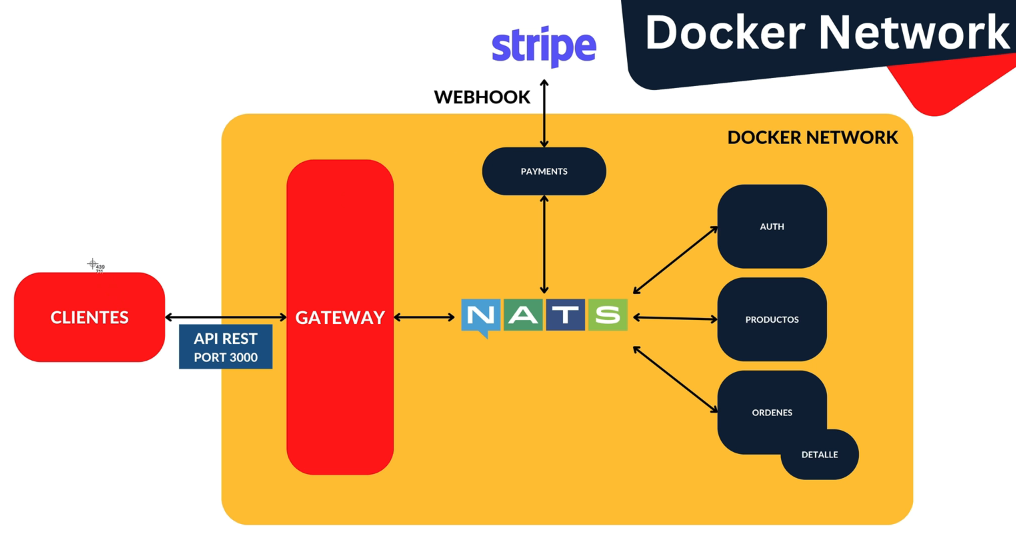 Docker Network
stripe
WEBHOOK
DOCKER NETWORK
PAYMENTS
AUTH
CLIENTES
API REST
PORT 3000
GATEWAY
NATS
PRODUCTOS
ORDENES
DETALLE